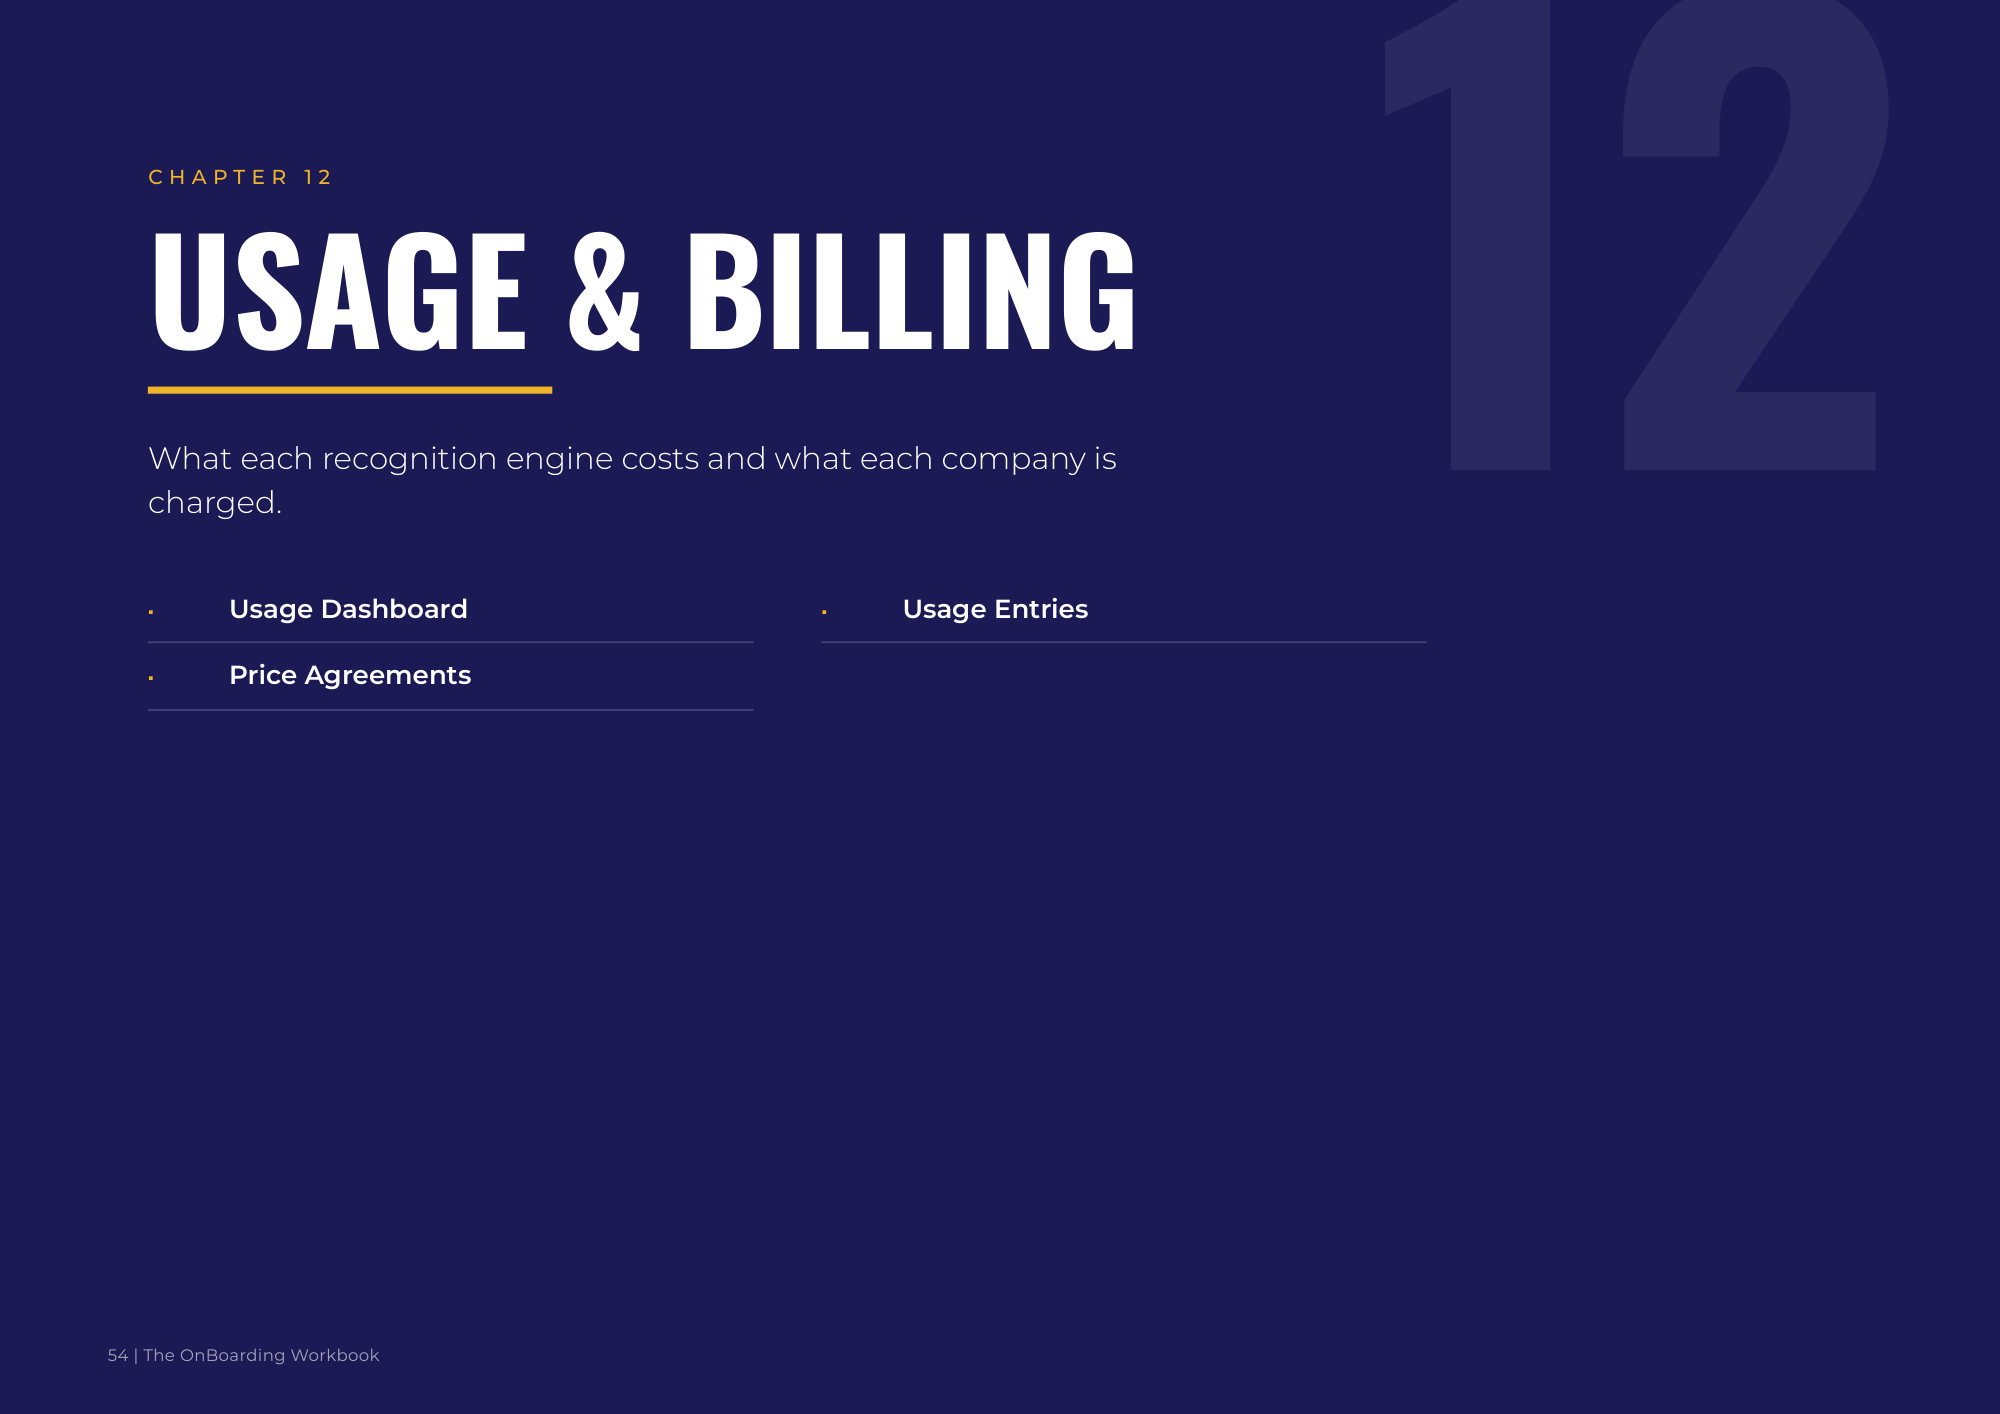 12
CHAPTER 12
USAGE & BILLING
What each recognition engine costs and what each company is
charged.
· Usage Dashboard
· Usage Entries
· Price Agreements
54 | The OnBoarding Workbook